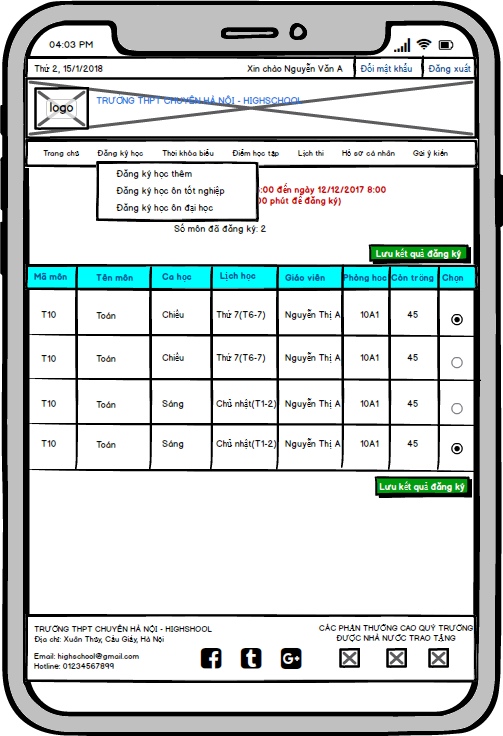 04:03 PM
Thứ 2, 15/1/2018 Xin chào Nguyễn Văn A Đổi mật khẩu Đăng xuất
logo TRƯỜNG THPT CHUYÊN HÀ NỘI - HIGHSCHOOL
Trang chủ Đăng ký học Thời khóa biểu Điểm học tập Lịch thi Hồ sơ cá nhân Gửi ý kiến
Đăng ký học thêm
Đăng ký học ôn tốt nghiệp
Đăng ký học ôn đại học
:00 đến ngày 12/12/2017 8:00
00 phút để đăng ký)
Số môn đã đăng ký: 2
Lưu kết quả đăng ký
Mã môn Tên môn Ca học Lịch học Giáo viên Phòng học Còn trống Chọn
T10 Toán Chiều Thứ 7(T6-7) Nguyễn Thị A 10A1 45
T10 Toán Chiều Thứ 7(T6-7) Nguyễn Thị A 10A1 45
T10 Toán Sáng Chủ nhật(T1-2) Nguyễn Thị A 10A1 45
T10 Toán Sáng Chủ nhật(T1-2) Nguyễn Thị A 10A1 45
Lưu kết quả đăng ký
TRƯỜNG THPT CHUYÊN HÀ NỘI - HIGHSHOOL
Địa chỉ: Xuân Thủy, Cầu Giấy, Hà Nội
Email: highschool@gmail.com
Hotline: 01234567899
CÁC PHẦN THƯỞNG CAO QUÝ TRƯỜNG
ĐƯỢC NHÀ NƯỚC TRAO TẶNG